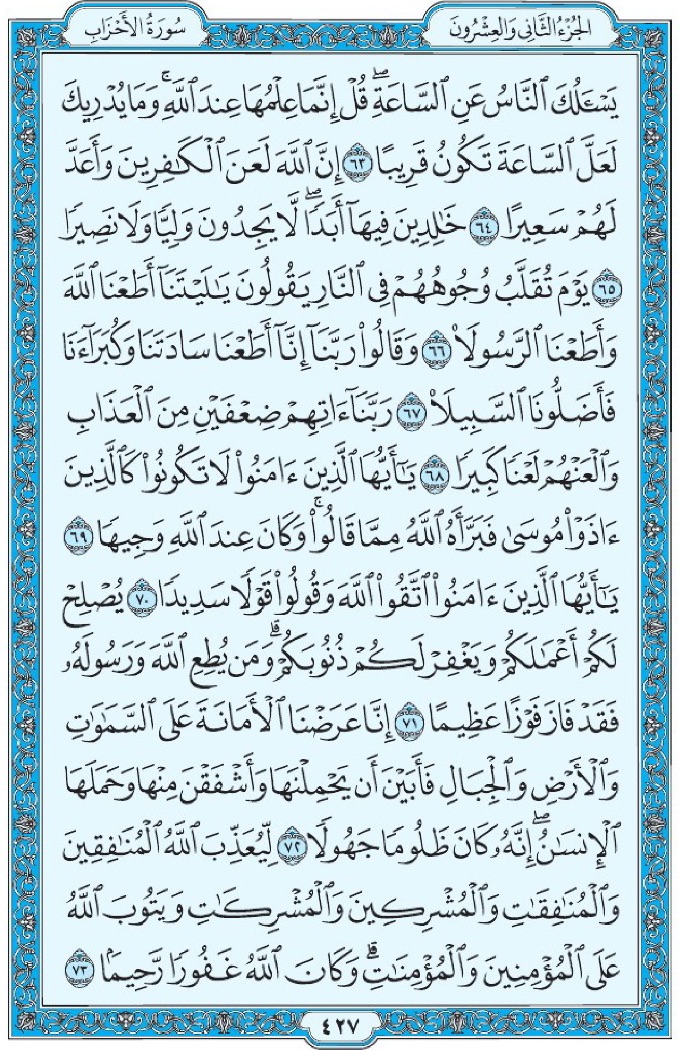 الجزء الثاني والعشرون
سورة الأحزاب
يَسْـَٔلُكَ ٱلنَّاسُ عَنِ ٱلسَّاعَةِۖ قُلْ إِنَّمَا عِلْمُهَا عِندَ ٱللَّهِۚ وَمَا يُدْرِيكَ
لَعَلَّ ٱلسَّاعَةَ تَكُونُ قَرِيبًا ٦٣ إِنَّ ٱللَّهَ لَعَنَ ٱلْكَٰفِرِينَ وَأَعَدَّ
لَهُمْ سَعِيرًا ٦٤ خَٰلِدِينَ فِيهَآ أَبَدًاۖ لَّا يَجِدُونَ وَلِيًّا وَلَا نَصِيرًا
٦٥ يَوْمَ تُقَلَّبُ وُجُوهُهُمْ فِى ٱلنَّارِ يَقُولُونَ يَٰلَيْتَنَآ أَطَعْنَا ٱللَّهَ
وَأَطَعْنَا ٱلرَّسُولَا۠ ٦٦ وَقَالُوا۟ رَبَّنَآ إِنَّآ أَطَعْنَا سَادَتَنَا وَكُبَرَآءَنَا
فَأَضَلُّونَا ٱلسَّبِيلَا۠ ٦٧ رَبَّنَآ ءَاتِهِمْ ضِعْفَيْنِ مِنَ ٱلْعَذَابِ
وَٱلْعَنْهُمْ لَعْنًا كَبِيرًا ٦٨ يَٰٓأَيُّهَا ٱلَّذِينَ ءَامَنُوا۟ لَا تَكُونُوا۟ كَٱلَّذِينَ
ءَاذَوْا۟ مُوسَىٰ فَبَرَّأَهُ ٱللَّهُ مِمَّا قَالُوا۟ۚ وَكَانَ عِندَ ٱللَّهِ وَجِيهًا ٦٩
يَٰٓأَيُّهَا ٱلَّذِينَ ءَامَنُوا۟ ٱتَّقُوا۟ ٱللَّهَ وَقُولُوا۟ قَوْلًا سَدِيدًا ٧٠ يُصْلِحْ
لَكُمْ أَعْمَٰلَكُمْ وَيَغْفِرْ لَكُمْ ذُنُوبَكُمْۗ وَمَن يُطِعِ ٱللَّهَ وَرَسُولَهُۥ
فَقَدْ فَازَ فَوْزًا عَظِيمًا ٧١ إِنَّا عَرَضْنَا ٱلْأَمَانَةَ عَلَى ٱلسَّمَٰوَٰتِ
وَٱلْأَرْضِ وَٱلْجِبَالِ فَأَبَيْنَ أَن يَحْمِلْنَهَا وَأَشْفَقْنَ مِنْهَا وَحَمَلَهَا
ٱلْإِنسَٰنُۖ إِنَّهُۥ كَانَ ظَلُومًا جَهُولًا ٧٢ لِّيُعَذِّبَ ٱللَّهُ ٱلْمُنَٰفِقِينَ
وَٱلْمُنَٰفِقَٰتِ وَٱلْمُشْرِكِينَ وَٱلْمُشْرِكَٰتِ وَيَتُوبَ ٱللَّهُ
عَلَى ٱلْمُؤْمِنِينَ وَٱلْمُؤْمِنَٰتِۗ وَكَانَ ٱللَّهُ غَفُورًا رَّحِيمًۢا ٧٣
٤٢٧